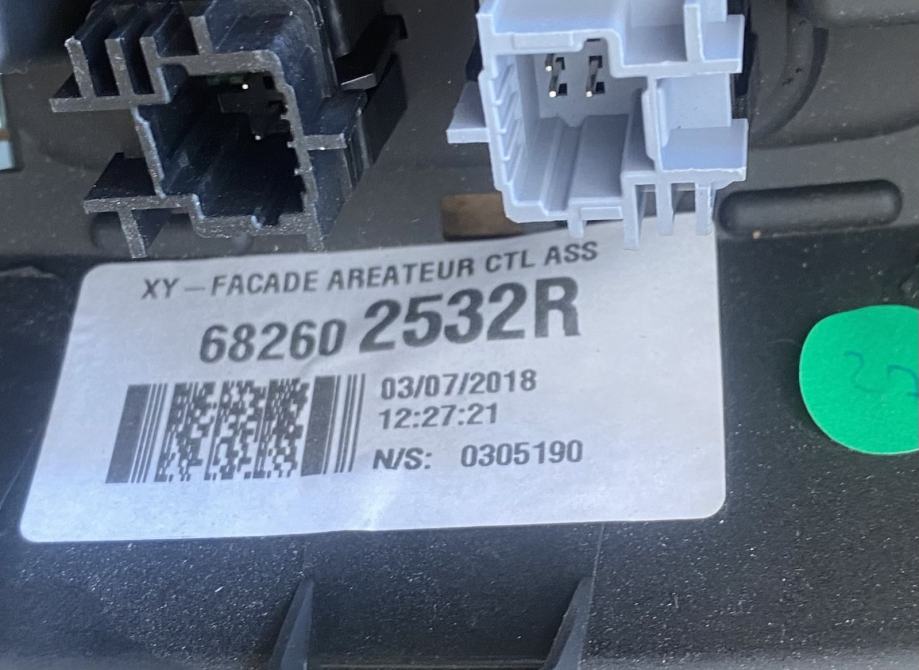 XY-FACADE AREATEUR CTL ASS
68260 2532R
03/07/2018
12:27:21
N/S: 0305190